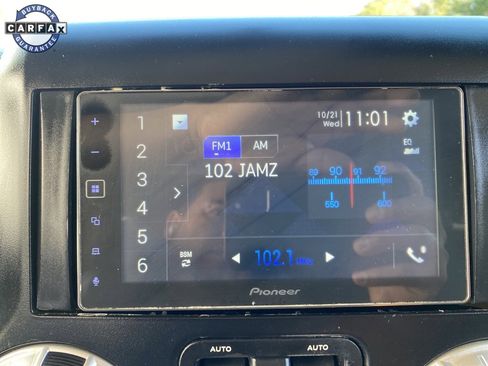 BUYBACK
CARFAX
GUARANTEE
+
1
10/21
Wed
11:01
-
2
FM1
AM
EQ
3
102 JAMZ
89 90 91 92
4
>
650 600
5
BSM
102.1 MHz
6
Pioneer
AUTO
AUTO